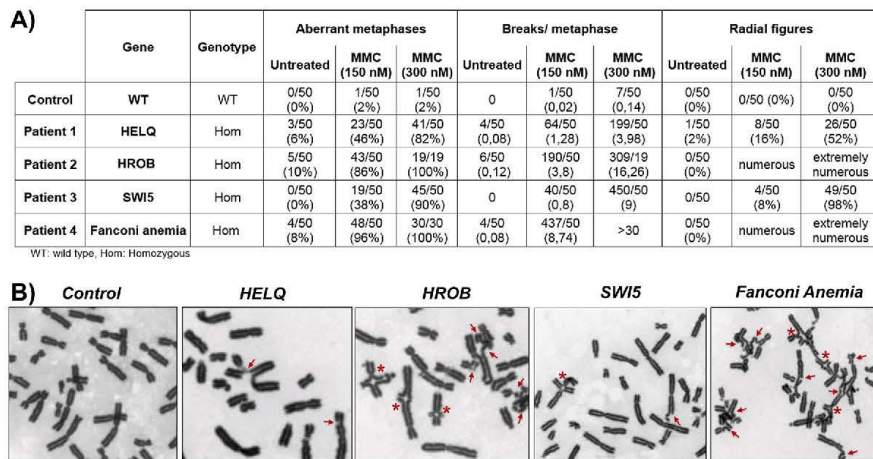 A)
Gene Genotype Aberrant metaphases Breaks/ metaphase Radial figures
Untreated MMC (150 nM) MMC (300 nM) Untreated MMC (150 nM) MMC (300 nM) Untreated MMC (150 nM) MMC (300 nM)
Control WT WT 0/50 (0%) 1/50 (2%) 1/50 (2%) 0 1/50 (0,02) 7/50 (0,14) 0/50 (0%) 0/50 (0%) 0/50 (0%)
Patient 1 HELQ Hom 3/50 (6%) 23/50 (46%) 41/50 (82%) 4/50 (0,08) 64/50 (1,28) 199/50 (3,98) 1/50 (2%) 8/50 (16%) 26/50 (52%)
Patient 2 HROB Hom 5/50 (10%) 43/50 (86%) 19/19 (100%) 6/50 (0,12) 190/50 (3,8) 309/19 (16,26) 0/50 (0%) numerous extremely numerous
Patient 3 SWI5 Hom 0/50 (0%) 19/50 (38%) 45/50 (90%) 0 40/50 (0,8) 450/50 (9) 0/50 4/50 (8%) 49/50 (98%)
Patient 4 Fanconi anemia Hom 4/50 (8%) 48/50 (96%) 30/30 (100%) 4/50 (0,08) 437/50 (8,74) >30 0/50 (0%) numerous extremely numerous
WT: wild type, Hom: Homozygous
B) Control HELQ HROB SWI5 Fanconi Anemia